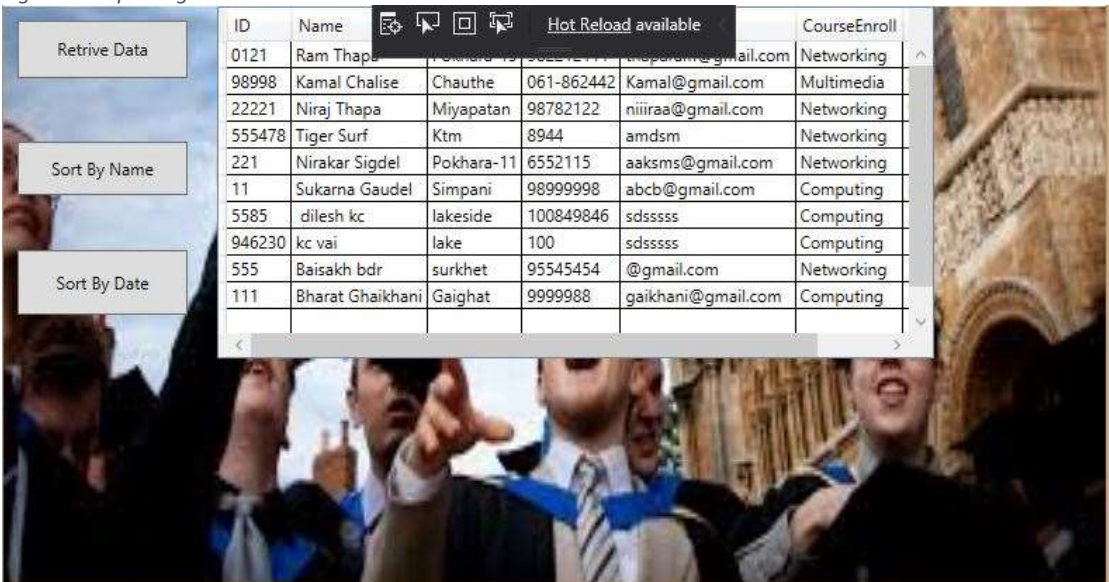 Retrive Data
Sort By Name
Sort By Date
Hot Reload available
ID Name CourseEnroll
0121 Ram Thapa Networking
98998 Kamal Chalise Chauthe 061-862442 Kamal@gmail.com Multimedia
22221 Niraj Thapa Miyapatan 98782122 niiiraa@gmail.com Networking
555478 Tiger Surf Ktm 8944 amdsm Networking
221 Nirakar Sigdel Pokhara-11 6552115 aaksms@gmail.com Networking
11 Sukarna Gaudel Simpani 98999998 abcb@gmail.com Computing
5585 dilesh kc lakeside 100849846 sdsssss Computing
946230 kc vai lake 100 sdsssss Computing
555 Baisakh bdr surkhet 95545454 @gmail.com Networking
111 Bharat Ghaikhani Gaighat 9999988 gaikhani@gmail.com Computing